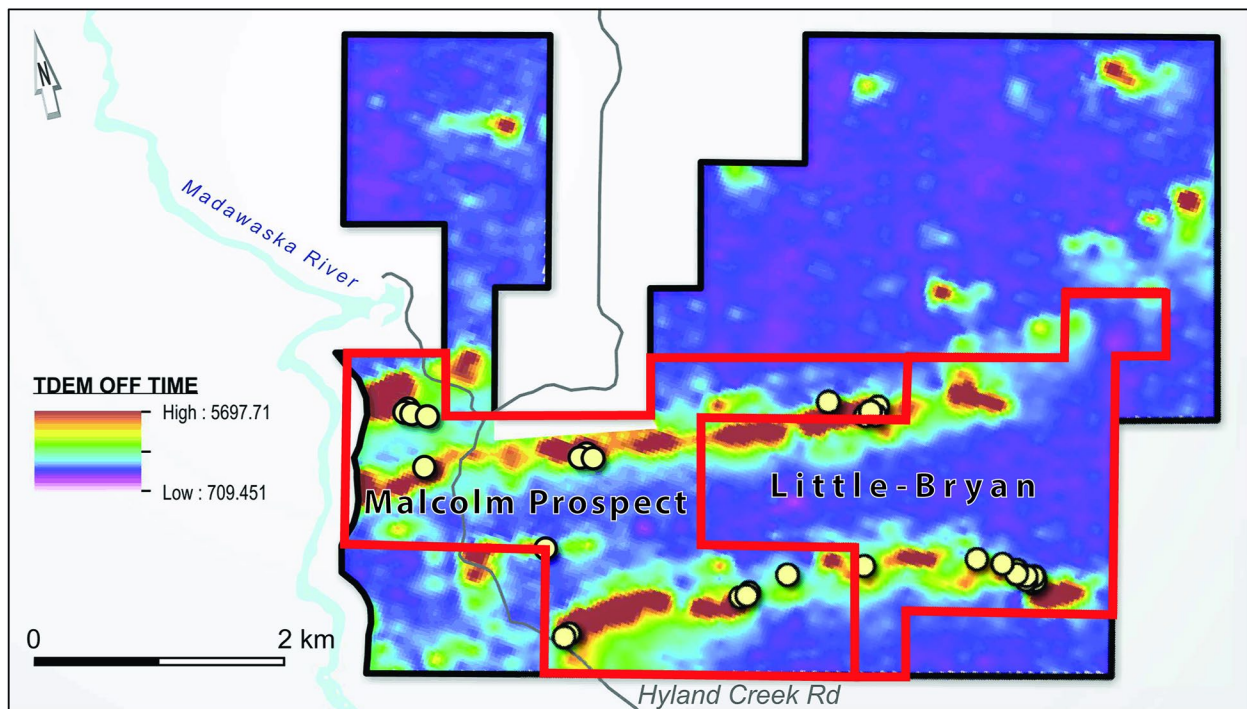 N
Madawaska River
TDEM OFF TIME
High : 5697.71
Low : 709.451
Malcolm Prospect
Little-Bryan
0
2 km
Hyland Creek Rd